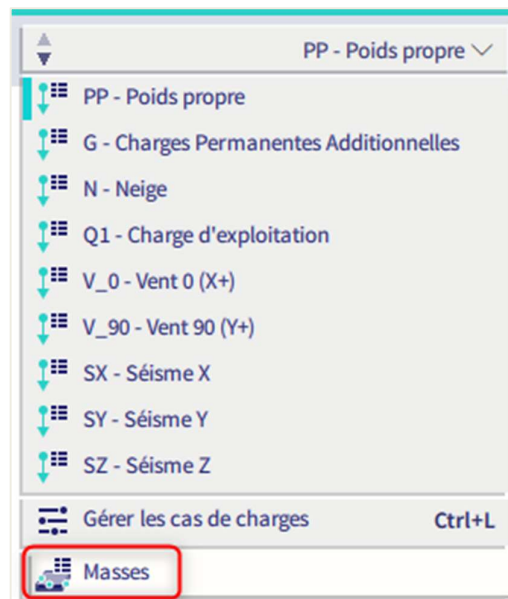 PP - Poids propre
PP - Poids propre
G - Charges Permanentes Additionnelles
N - Neige
Q1 - Charge d'exploitation
V_0 - Vent 0 (X+)
V_90 - Vent 90 (Y+)
SX - Séisme X
SY - Séisme Y
SZ - Séisme Z
Gérer les cas de charges Ctrl+L
Masses